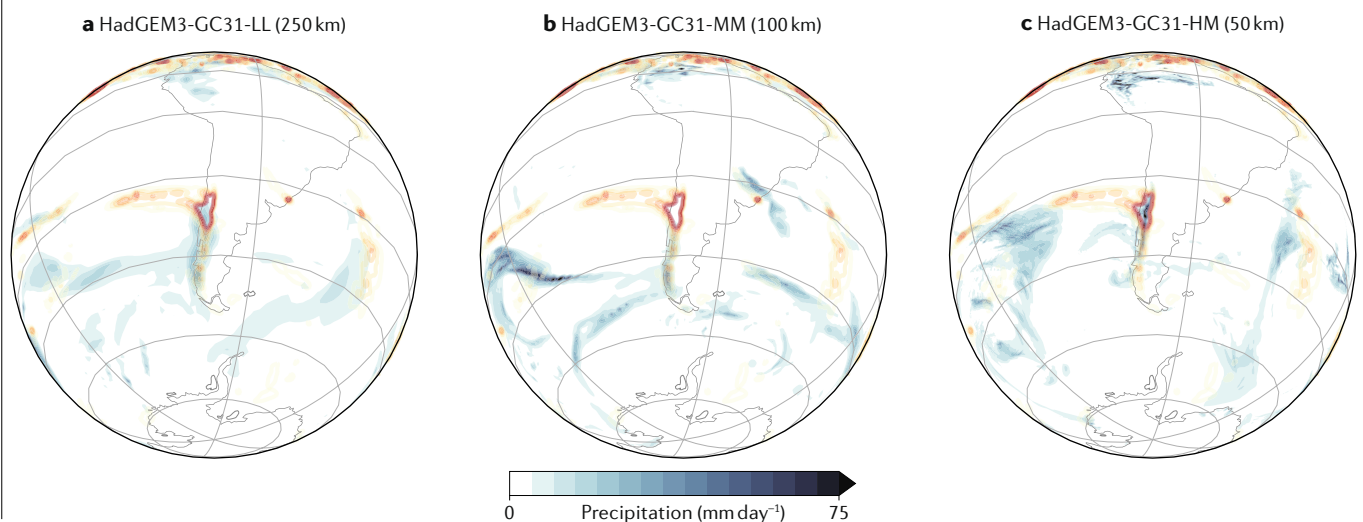 a HadGEM3-GC31-LL (250 km)
b HadGEM3-GC31-MM (100 km)
c HadGEM3-GC31-HM (50 km)
0 Precipitation (mm day⁻¹) 75